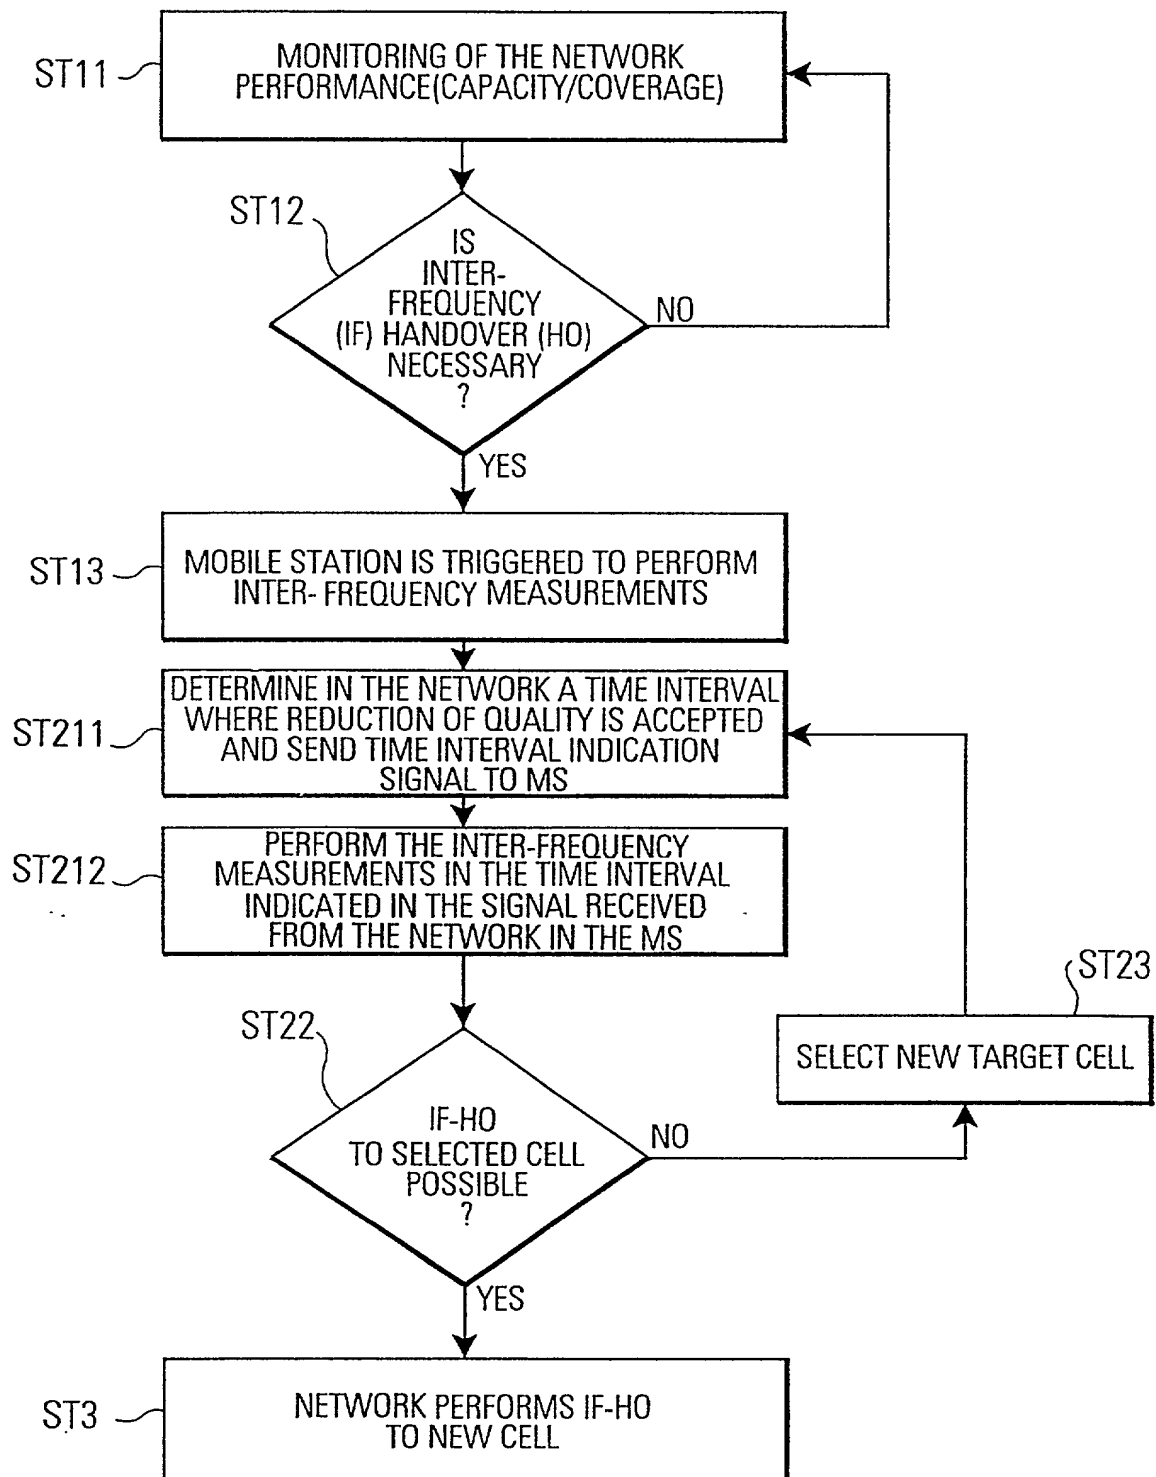 ST11
MONITORING OF THE NETWORK
PERFORMANCE(CAPACITY/COVERAGE)
ST12
IS
INTER-
FREQUENCY
(IF) HANDOVER (HO)
NECESSARY
?
NO
YES
ST13
MOBILE STATION IS TRIGGERED TO PERFORM
INTER- FREQUENCY MEASUREMENTS
ST211
DETERMINE IN THE NETWORK A TIME INTERVAL
WHERE REDUCTION OF QUALITY IS ACCEPTED
AND SEND TIME INTERVAL INDICATION
SIGNAL TO MS
ST212
PERFORM THE INTER-FREQUENCY
MEASUREMENTS IN THE TIME INTERVAL
INDICATED IN THE SIGNAL RECEIVED
FROM THE NETWORK IN THE MS
ST23
SELECT NEW TARGET CELL
ST22
IF-HO
TO SELECTED CELL
POSSIBLE
?
NO
YES
ST3
NETWORK PERFORMS IF-HO
TO NEW CELL